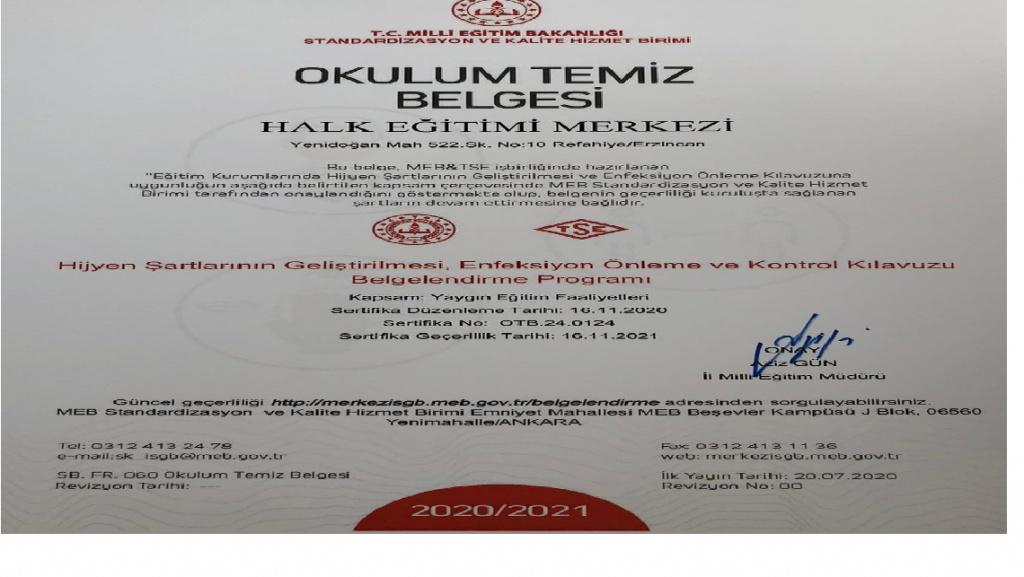 T.C. MİLLİ EĞİTİM BAKANLIĞI
STANDARDİZASYON VE KALİTE HİZMET BİRİMİ
OKULUM TEMİZ
BELGESİ
HALK EĞİTİMİ MERKEZİ
Yenidoğan Mah 522.Sk. No:10 Refahiye/Erzincan
Bu belge, MEB&TSE işbirliğinde hazırlanan
"Eğitim Kurumlarında Hijyen Şartlarının Geliştirilmesi ve Enfeksiyon Önleme Kılavuzuna
uygunluğun aşağıda belirtilen kapsam çerçevesinde MEB Standardizasyon ve Kalite Hizmet
Birimi tarafından onaylandığını göstermekte olup, belgenin geçerliliği kuruluşta sağlanan
şartların devam ettirmesine bağlıdır.
TSE
Hijyen Şartlarının Geliştirilmesi, Enfeksiyon Önleme ve Kontrol Kılavuzu
Belgelendirme Programı
Kapsam: Yaygın Eğitim Faaliyetleri
Sertifika Düzenleme Tarihi: 16.11.2020
Sertifika No: OTB.24.0124
Sertifika Geçerlilik Tarihi: 16.11.2021
ONAY
Aziz GÜN
İl Milli Eğitim Müdürü
Güncel geçerliliği http://merkezisgb.meb.gov.tr/belgelendirme adresinden sorgulayabilirsiniz.
MEB Standardizasyon ve Kalite Hizmet Birimi Emniyet Mahallesi MEB Beşevler Kampüsü J Blok, 06560
Yenimahalle/ANKARA
Tel: 0312 413 24 78
Fax: 0312 413 11 36
e-mail:sk_isgb@meb.gov.tr
web: merkezisgb.meb.gov.tr
SB. FR. 060 Okulum Temiz Belgesi
İlk Yayın Tarihi: 20.07.2020
Revizyon Tarihi: ---
Revizyon No: 00
2020/2021